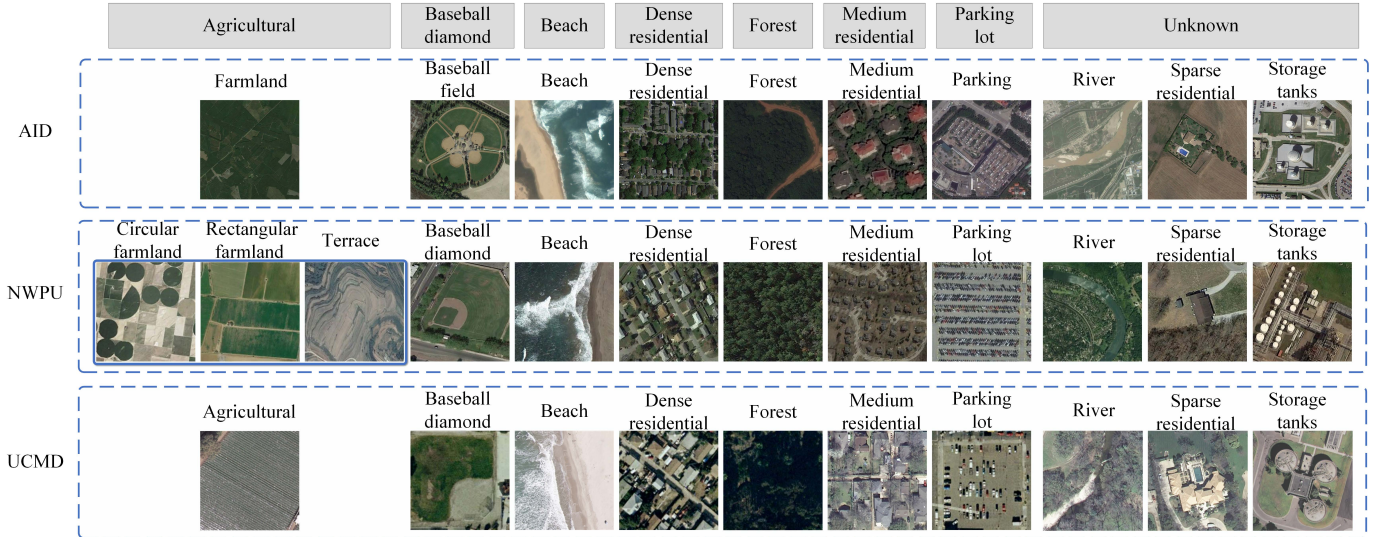 Agricultural
Baseball
diamond
Beach
Dense
residential
Forest
Medium
residential
Parking
lot
Unknown
AID
Farmland
Baseball
field
Beach
Dense
residential
Forest
Medium
residential
Parking
River
Sparse
residential
Storage
tanks
NWPU
Circular
farmland
Rectangular
farmland
Terrace
Baseball
diamond
Beach
Dense
residential
Forest
Medium
residential
Parking
lot
River
Sparse
residential
Storage
tanks
UCMD
Agricultural
Baseball
diamond
Beach
Dense
residential
Forest
Medium
residential
Parking
lot
River
Sparse
residential
Storage
tanks